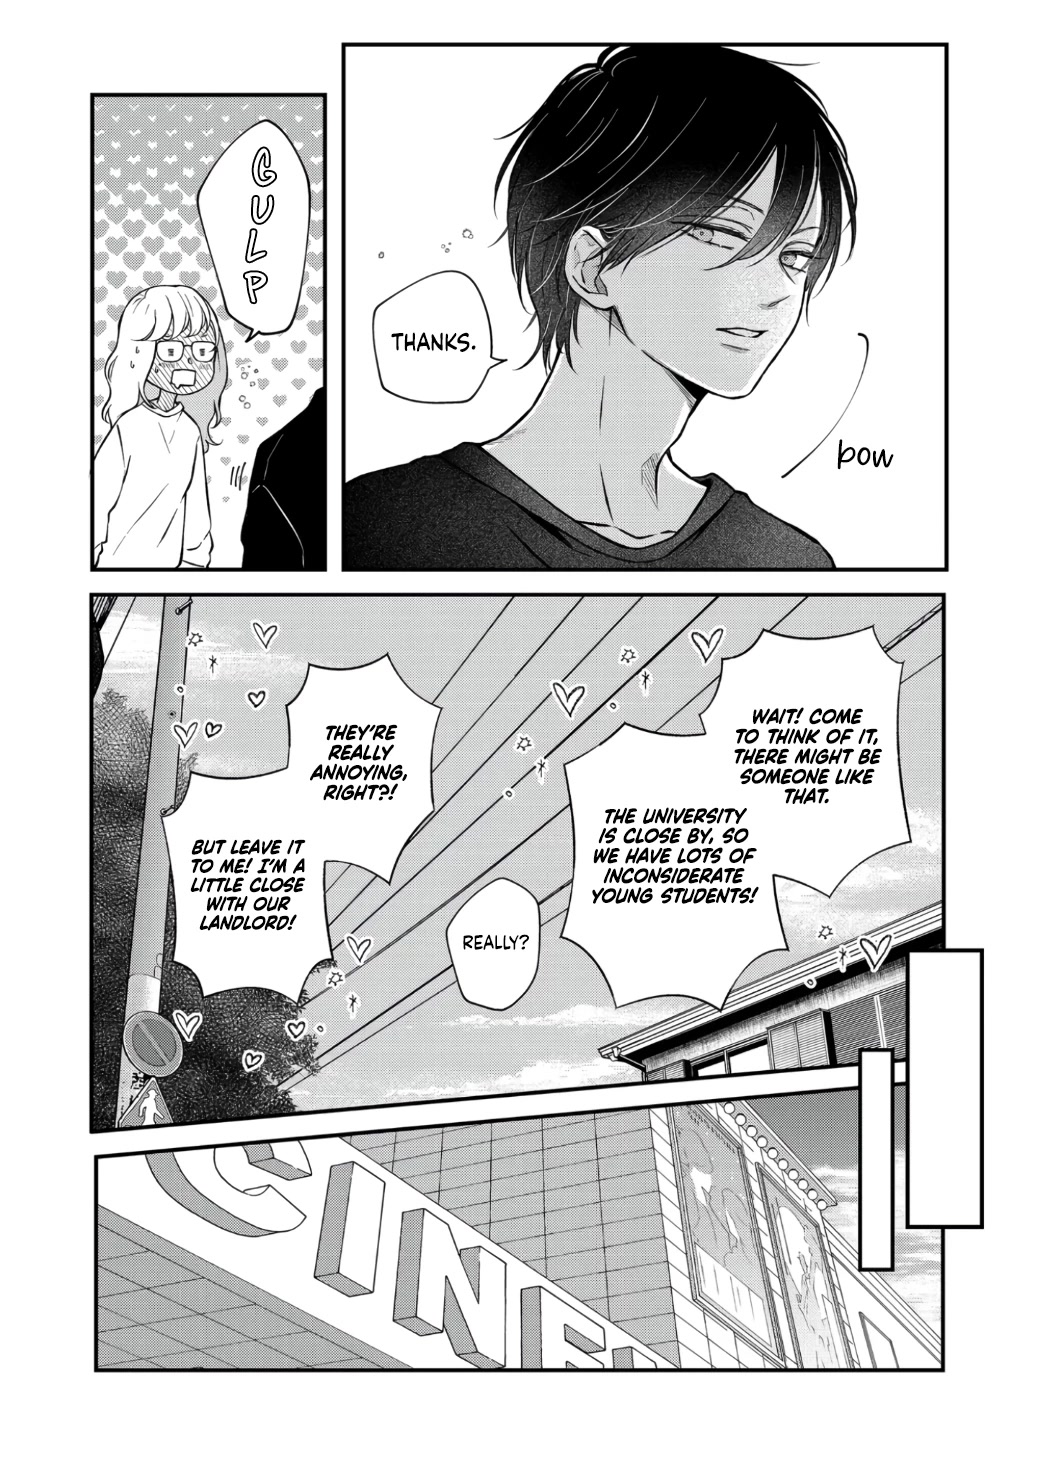 THANKS.
bow
GULP
WAIT! COME
TO THINK OF IT,
THERE MIGHT BE
SOMEONE LIKE
THAT.
THE UNIVERSITY
IS CLOSE BY, SO
WE HAVE LOTS OF
INCONSIDERATE
YOUNG STUDENTS!
REALLY?
THEY'RE
REALLY
ANNOYING,
RIGHT?!
BUT LEAVE IT
TO ME! I'M A
LITTLE CLOSE
WITH OUR
LANDLORD!
CINE